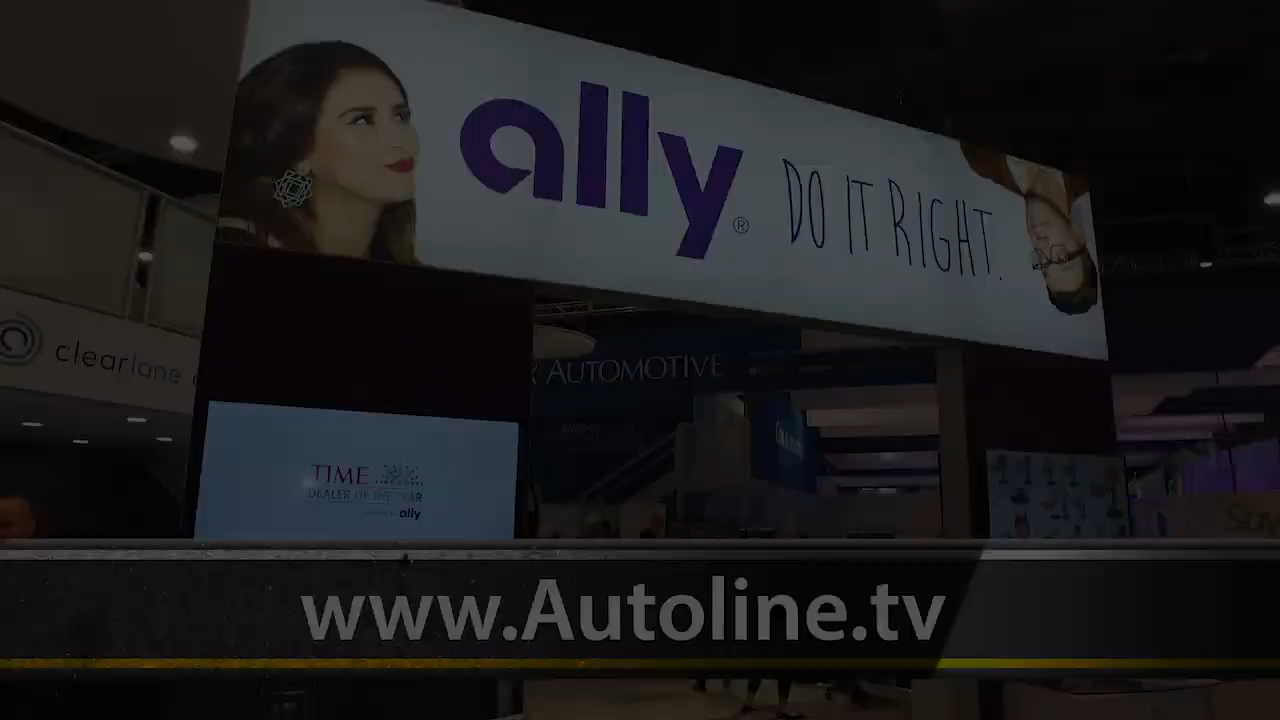 ally®
DO IT RIGHT.
clearlane
AUTOMOTIVE
TIME
DEALER OF THE YEAR
ally
www.Autoline.tv